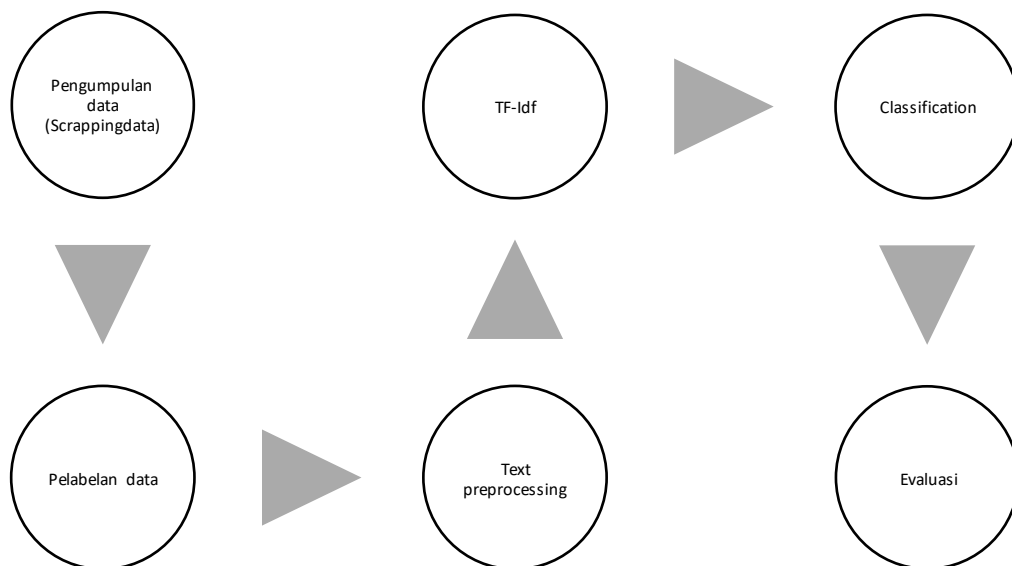 Pengumpulan
data
(Scrappingdata)
Pelabelan data
Text
preprocessing
TF-Idf
Classification
Evaluasi